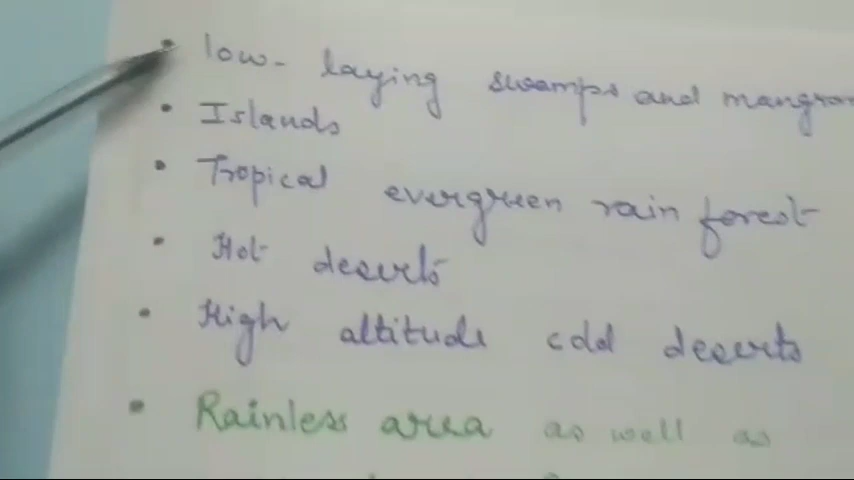 low- laying swamps and
Islands
Tropical evergreen rain forest
Hot deserts
High altitude cold deserts
Rainless area as well as